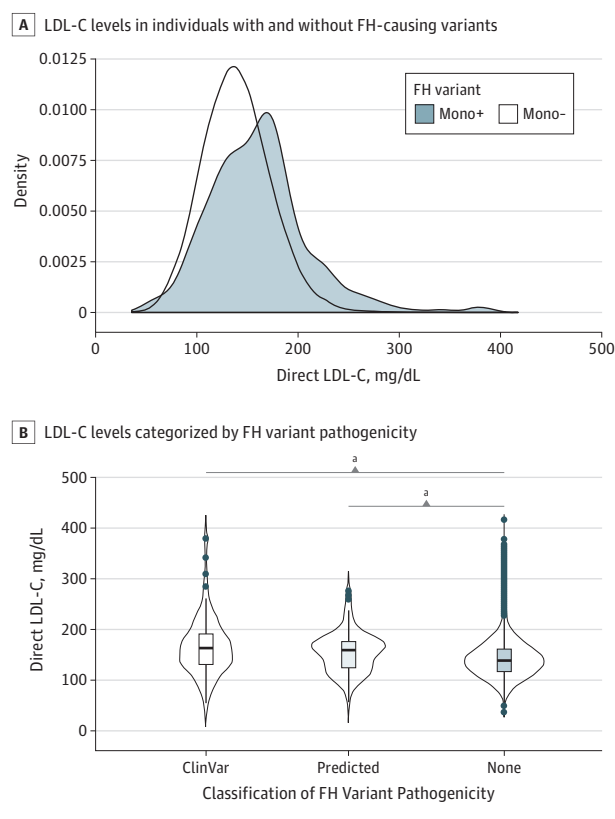 A LDL-C levels in individuals with and without FH-causing variants
0.0125
0.0100
0.0075
0.0050
0.0025
0
Density
FH variant
Mono+ Mono-
0 100 200 300 400 500
Direct LDL-C, mg/dL
B LDL-C levels categorized by FH variant pathogenicity
a
a
500
400
300
200
100
0
Direct LDL-C, mg/dL
ClinVar Predicted None
Classification of FH Variant Pathogenicity